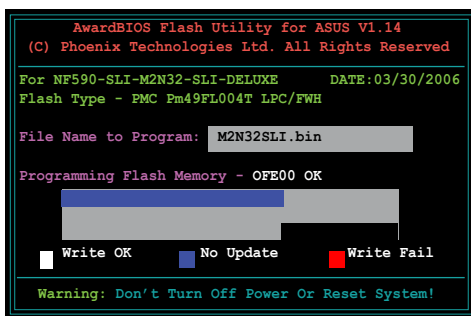 AwardBIOS Flash Utility for ASUS V1.14
(C) Phoenix Technologies Ltd. All Rights Reserved
For NF590-SLI-M2N32-SLI-DELUXE DATE:03/30/2006
Flash Type - PMC Pm49FL004T LPC/FWH
File Name to Program: M2N32SLI.bin
Programming Flash Memory - OFE00 OK
Write OK No Update Write Fail
Warning: Don't Turn Off Power Or Reset System!